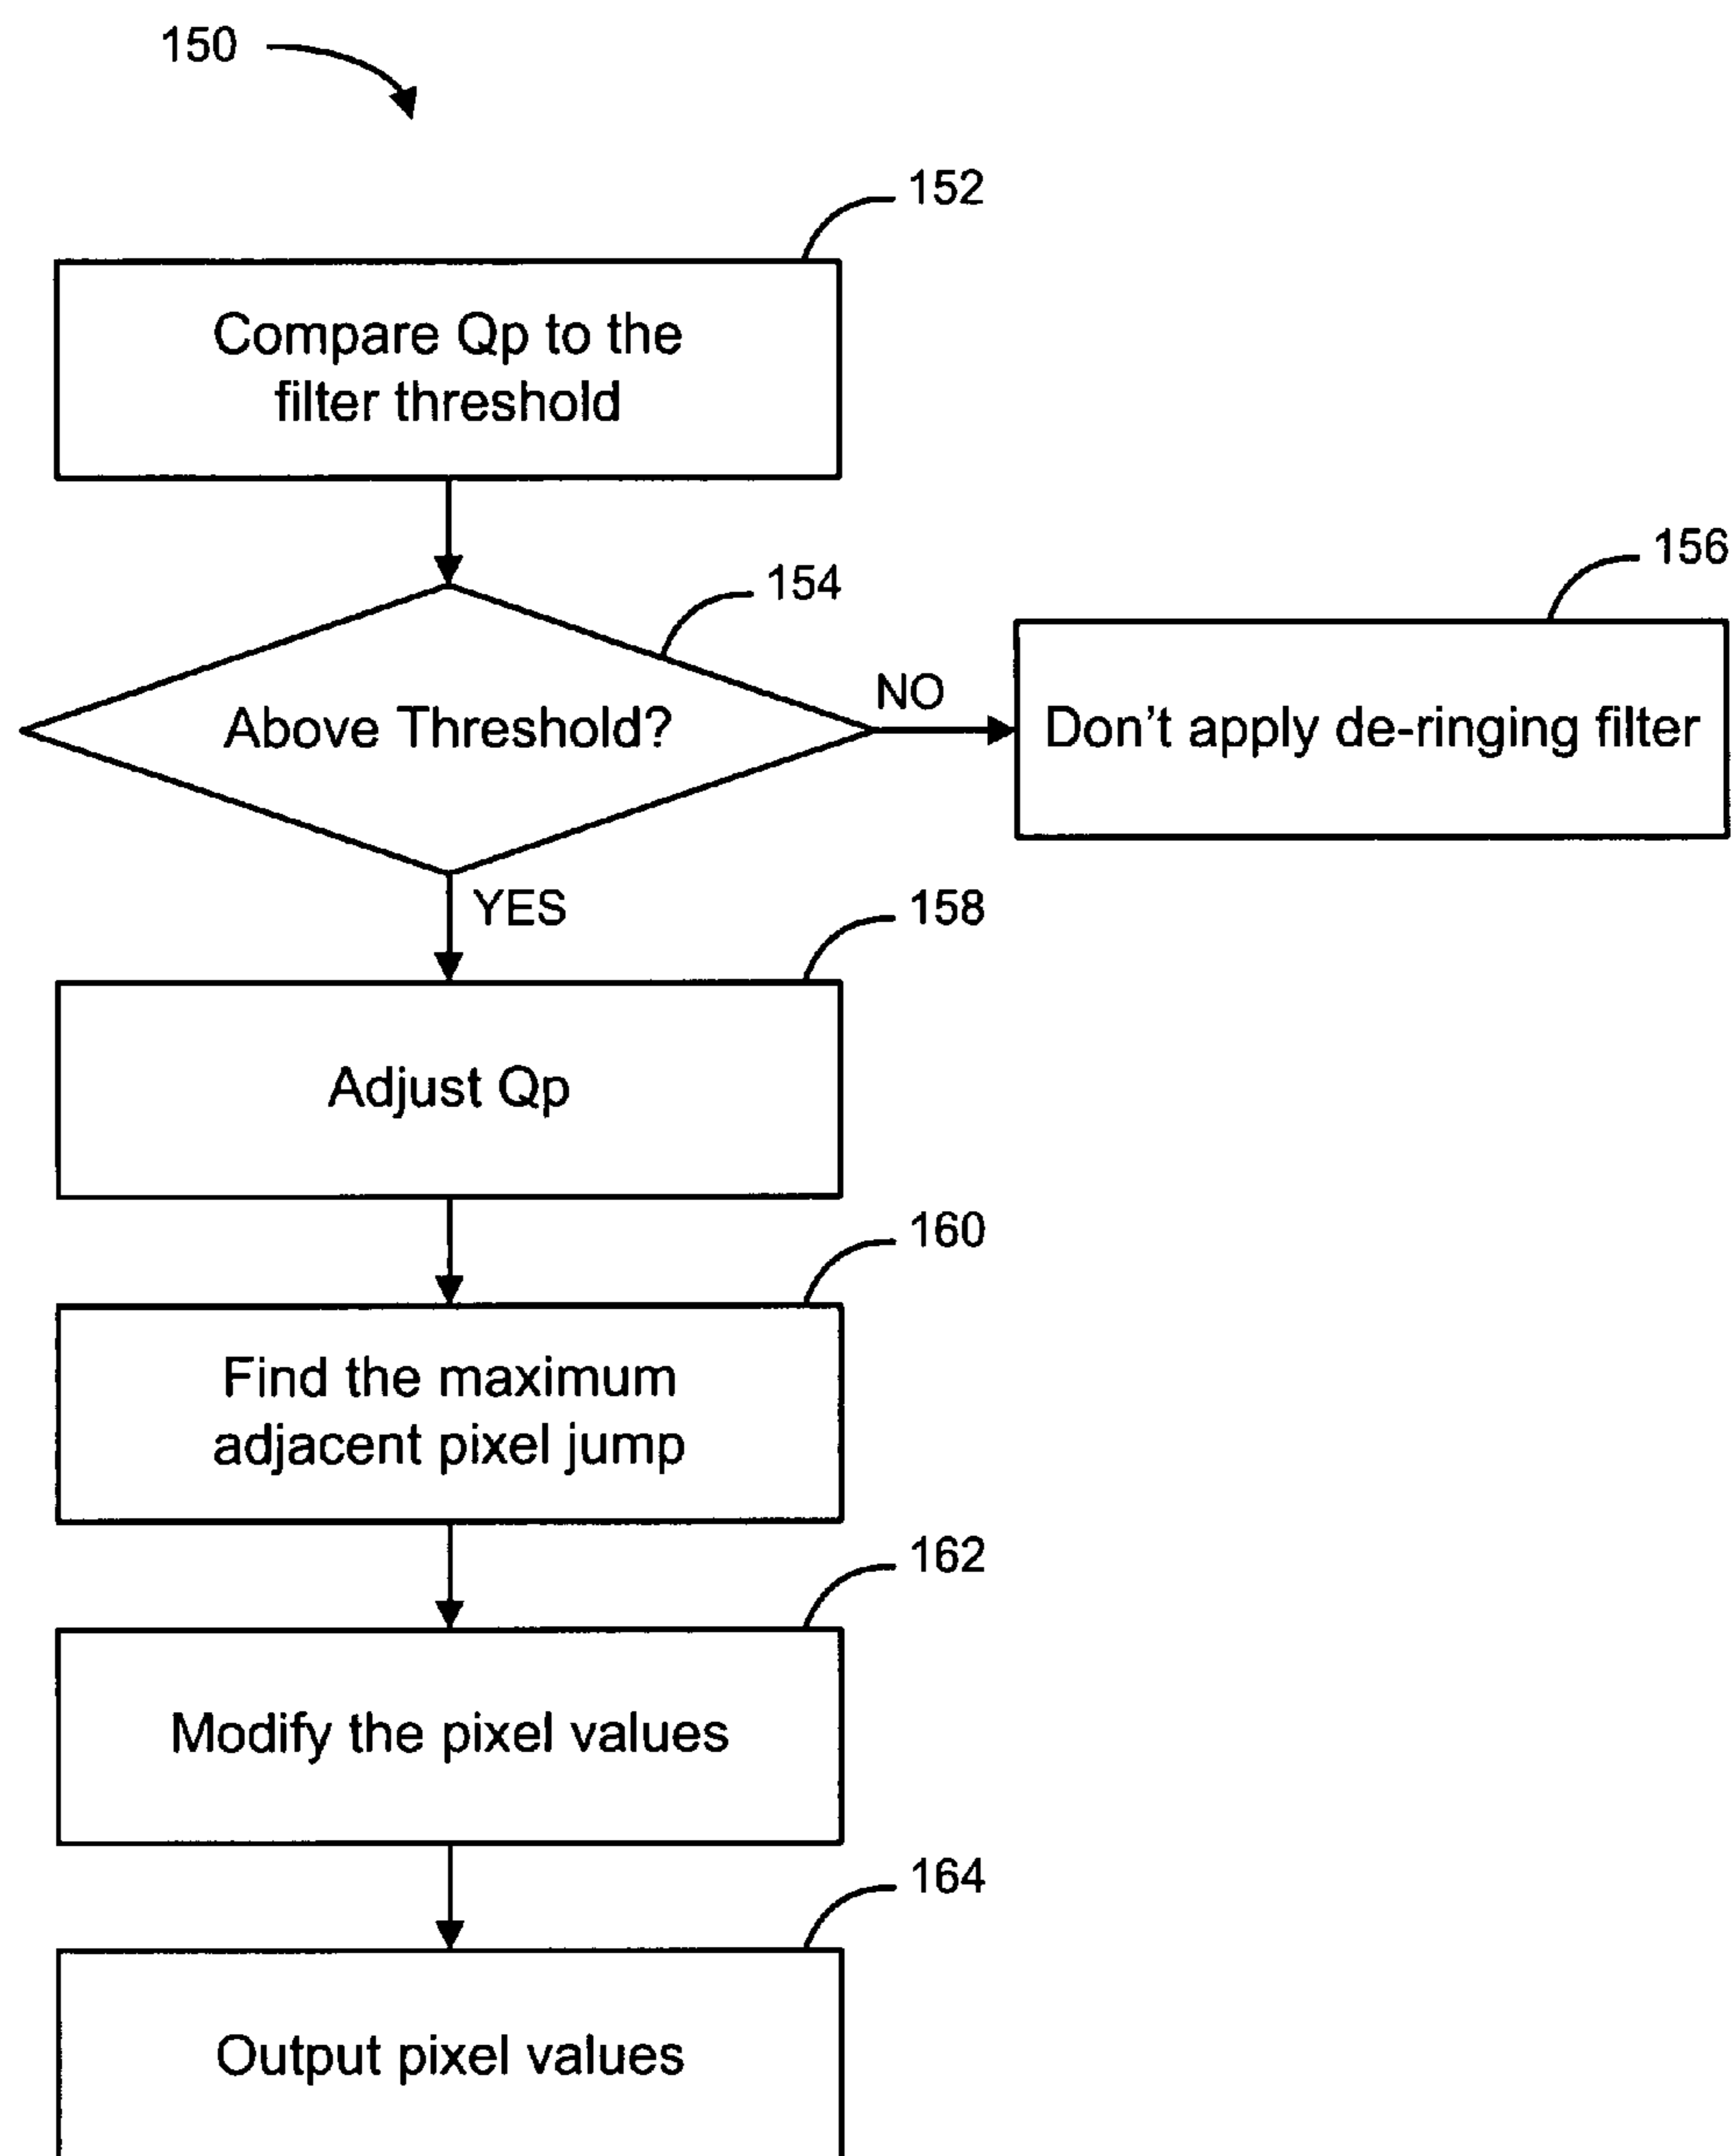 150
152
Compare Qp to the
filter threshold
154
156
Above Threshold?
NO
Don't apply de-ringing filter
YES
158
Adjust Qp
160
Find the maximum
adjacent pixel jump
162
Modify the pixel values
164
Output pixel values